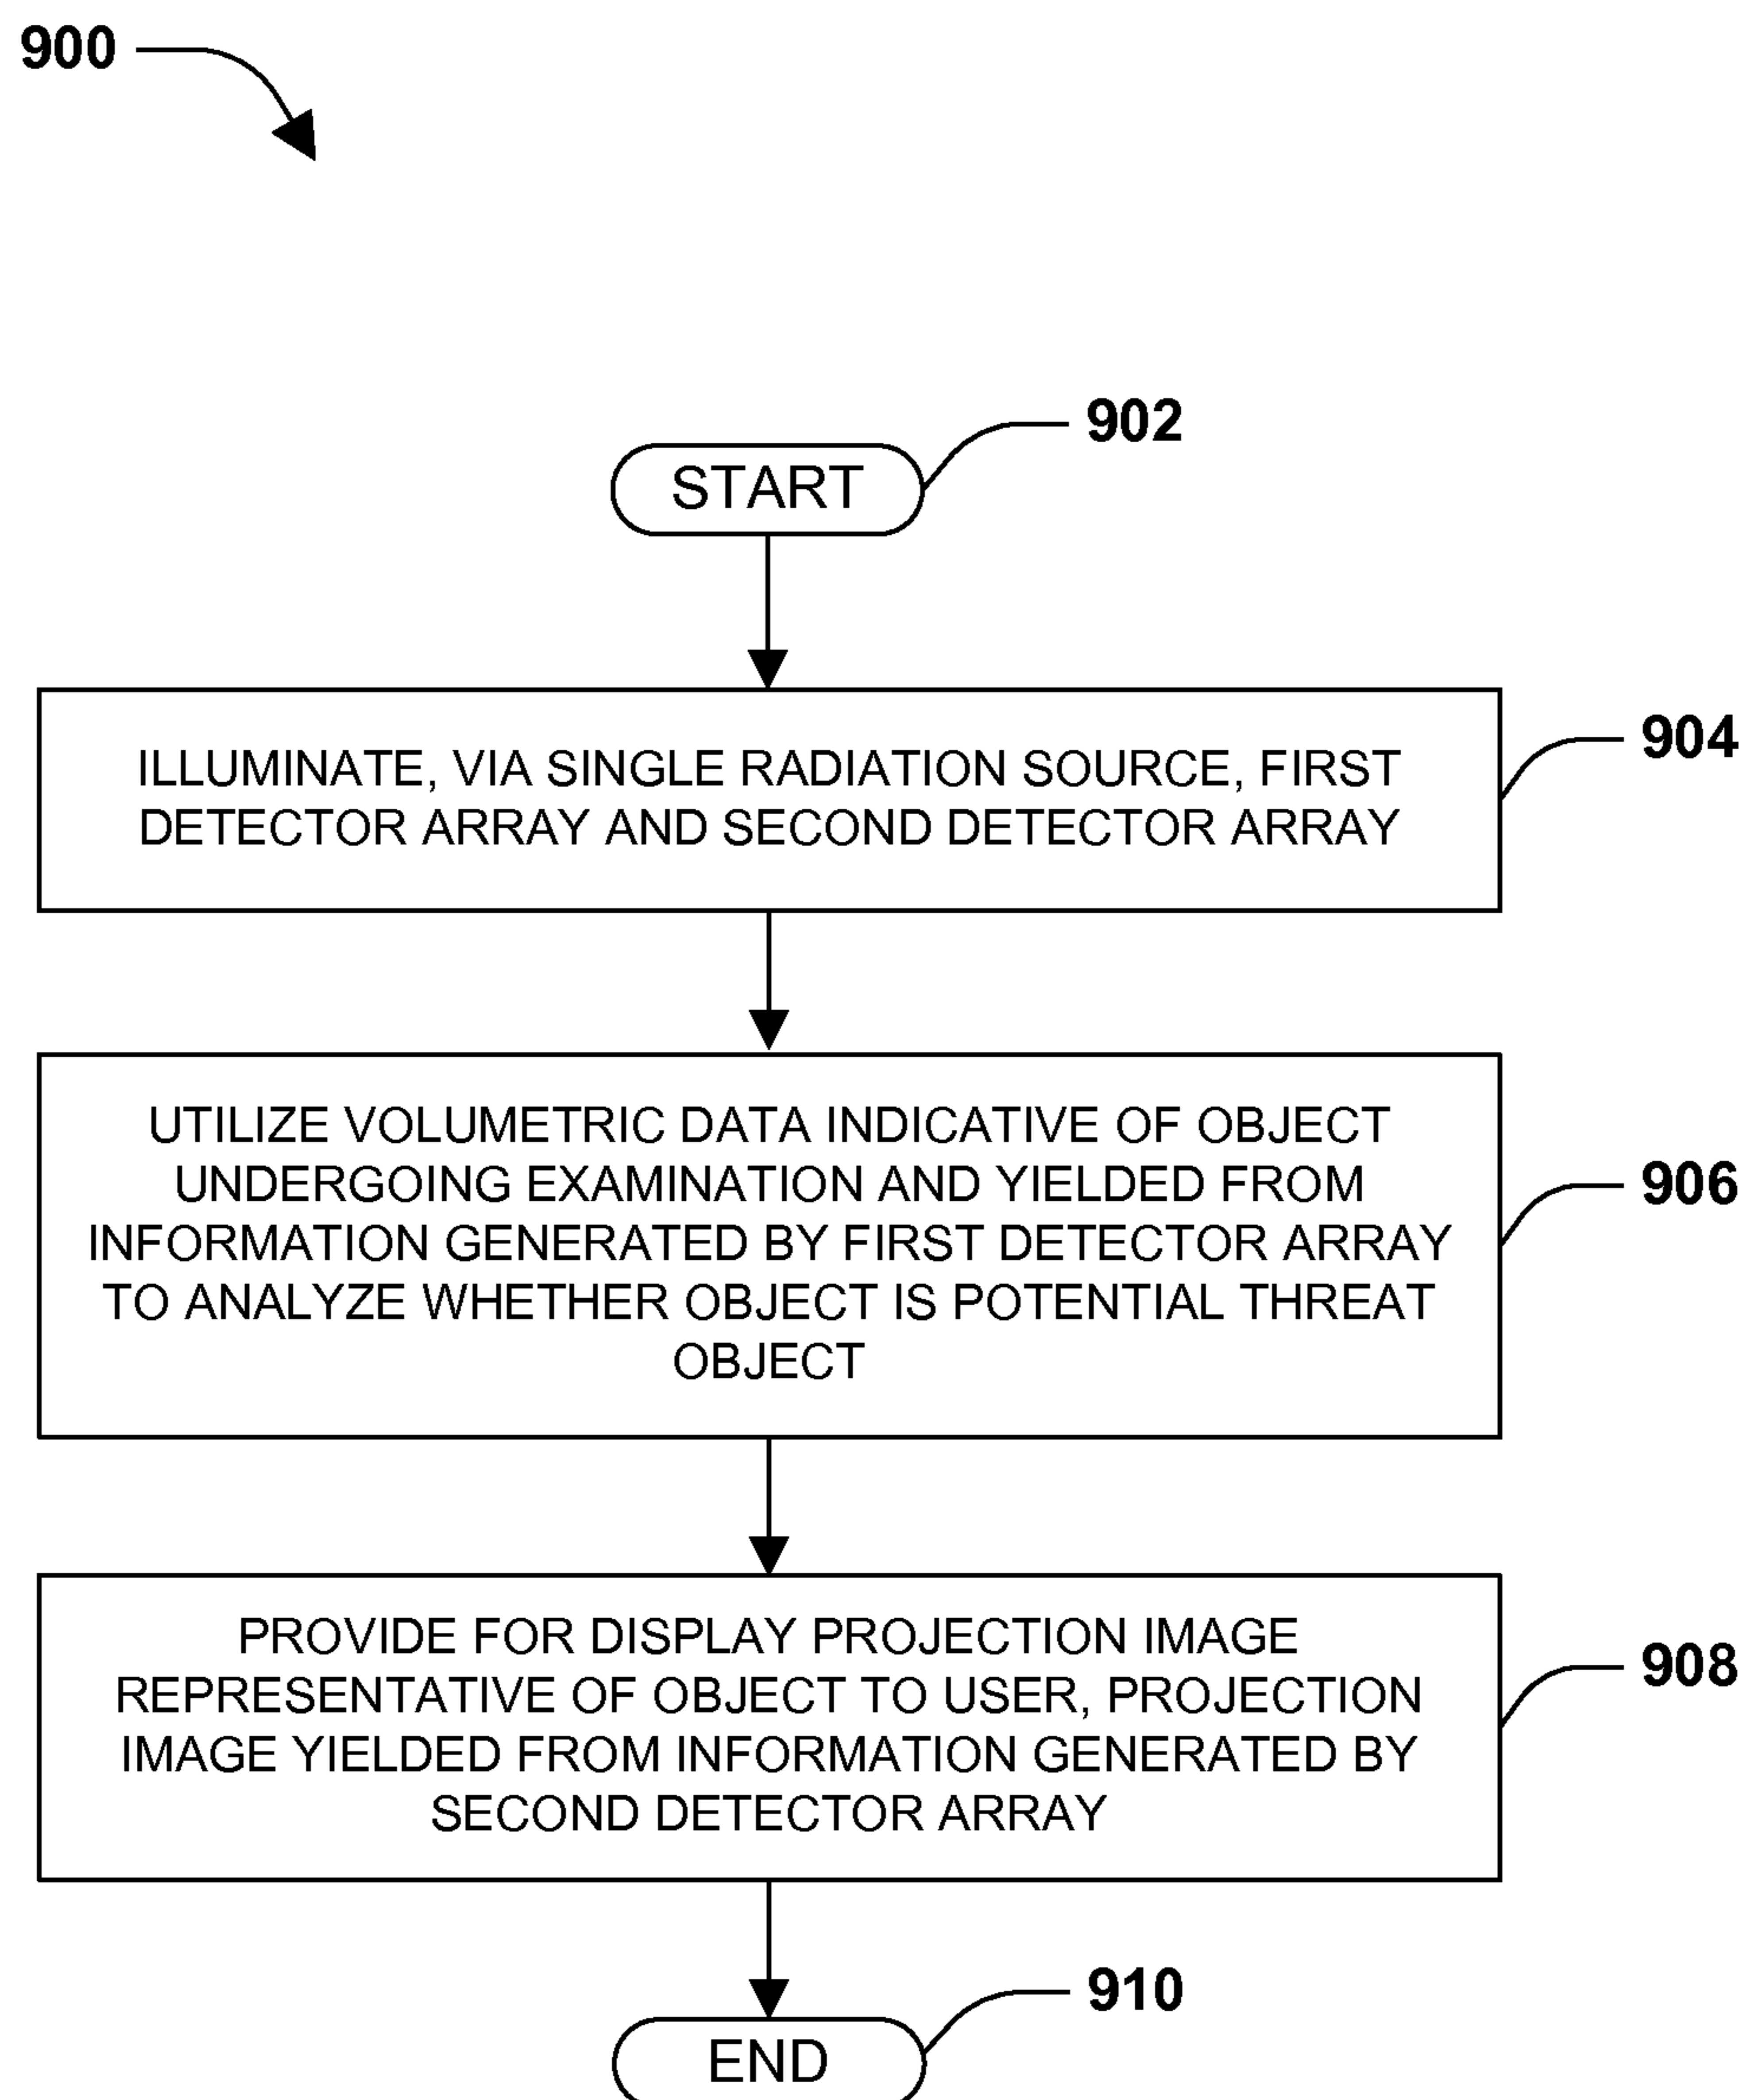 900
902
START
904
ILLUMINATE, VIA SINGLE RADIATION SOURCE, FIRST
DETECTOR ARRAY AND SECOND DETECTOR ARRAY
906
UTILIZE VOLUMETRIC DATA INDICATIVE OF OBJECT
UNDERGOING EXAMINATION AND YIELDED FROM
INFORMATION GENERATED BY FIRST DETECTOR ARRAY
TO ANALYZE WHETHER OBJECT IS POTENTIAL THREAT
OBJECT
908
PROVIDE FOR DISPLAY PROJECTION IMAGE
REPRESENTATIVE OF OBJECT TO USER, PROJECTION
IMAGE YIELDED FROM INFORMATION GENERATED BY
SECOND DETECTOR ARRAY
910
END